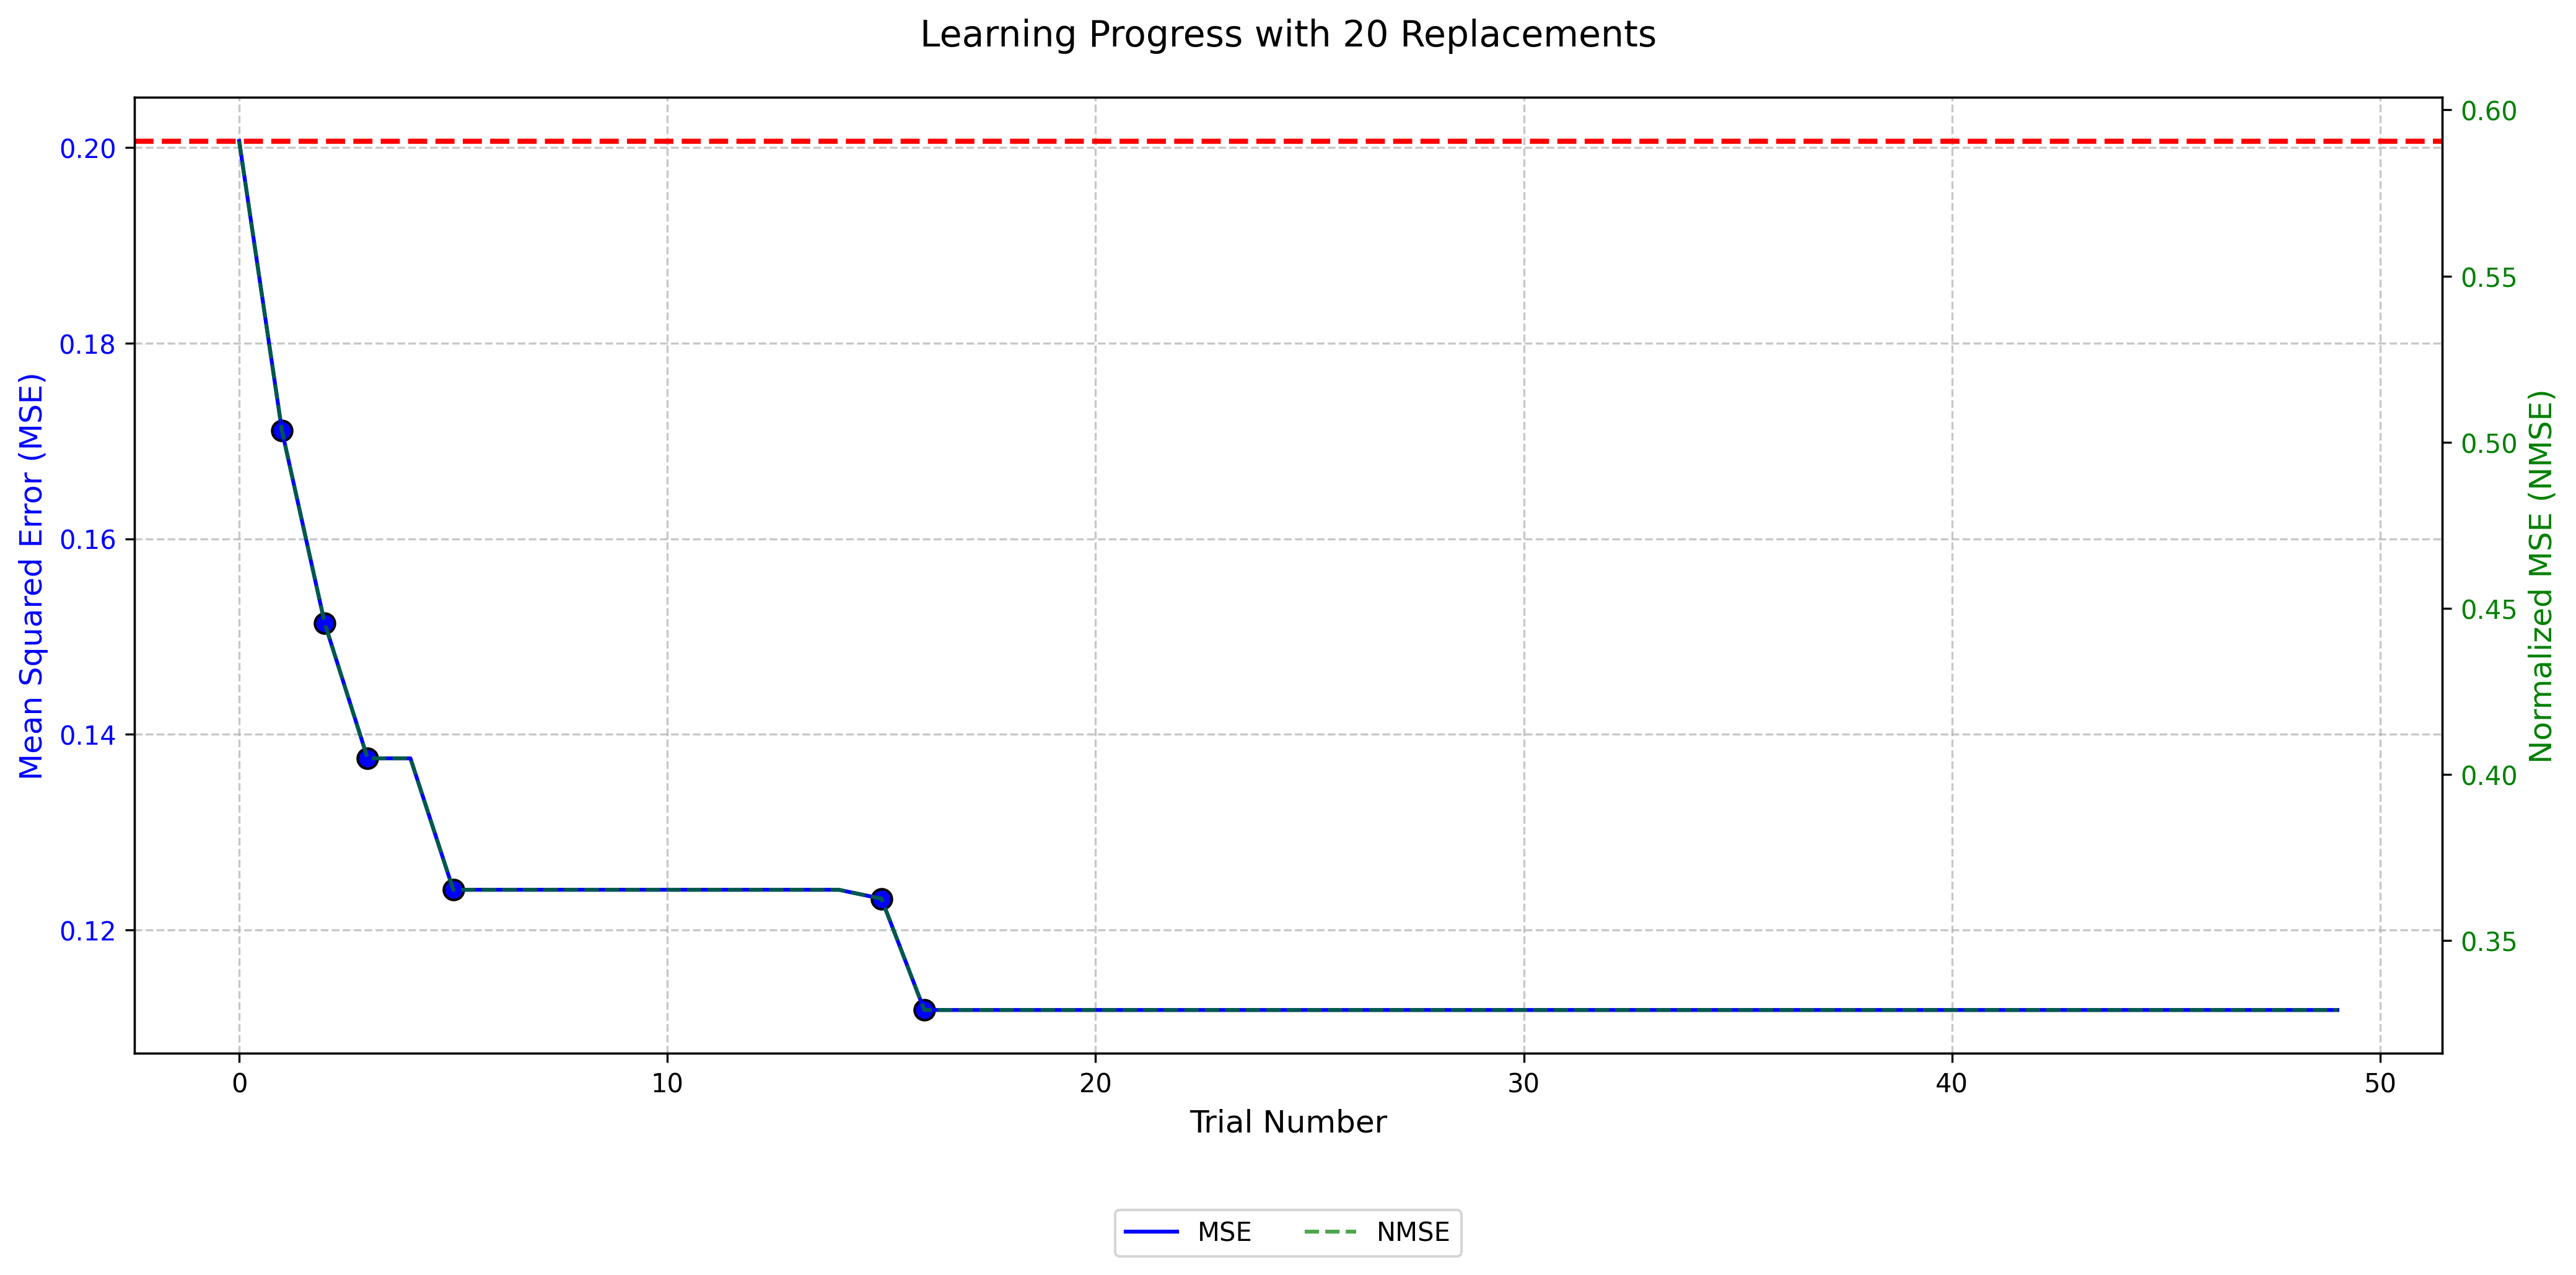 Learning Progress with 20 Replacements
Mean Squared Error (MSE)
0.20
0.18
0.16
0.14
0.12
0.60
0.55
0.50
0.45
0.40
0.35
Normalized MSE (NMSE)
0 10 20 30 40 50
Trial Number
MSE NMSE